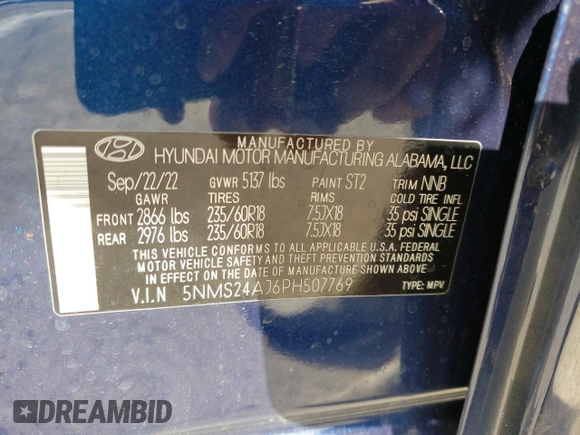 MANUFACTURED BY
HYUNDAI MOTOR MANUFACTURING ALABAMA, LLC
Sep/22/22 GVWR 5137 lbs PAINT ST2 TRIM NNB
GAWR TIRES RIMS COLD TIRE INFL
FRONT 2866 lbs 235/60R18 7.57X18 35 psi SINGLE
REAR 2976 lbs 235/60R18 7.57X18 35 psi SINGLE
THIS VEHICLE CONFORMS TO ALL APPLICABLE U.S.A. FEDERAL
MOTOR VEHICLE SAFETY AND THEFT PREVENTION STANDARDS
IN EFFECT ON THE DATE OF MANUFACTURE SHOWN ABOVE.
V.I.N 5NMS24AJ6PH507769 TYPE: MPV
DREAMBID